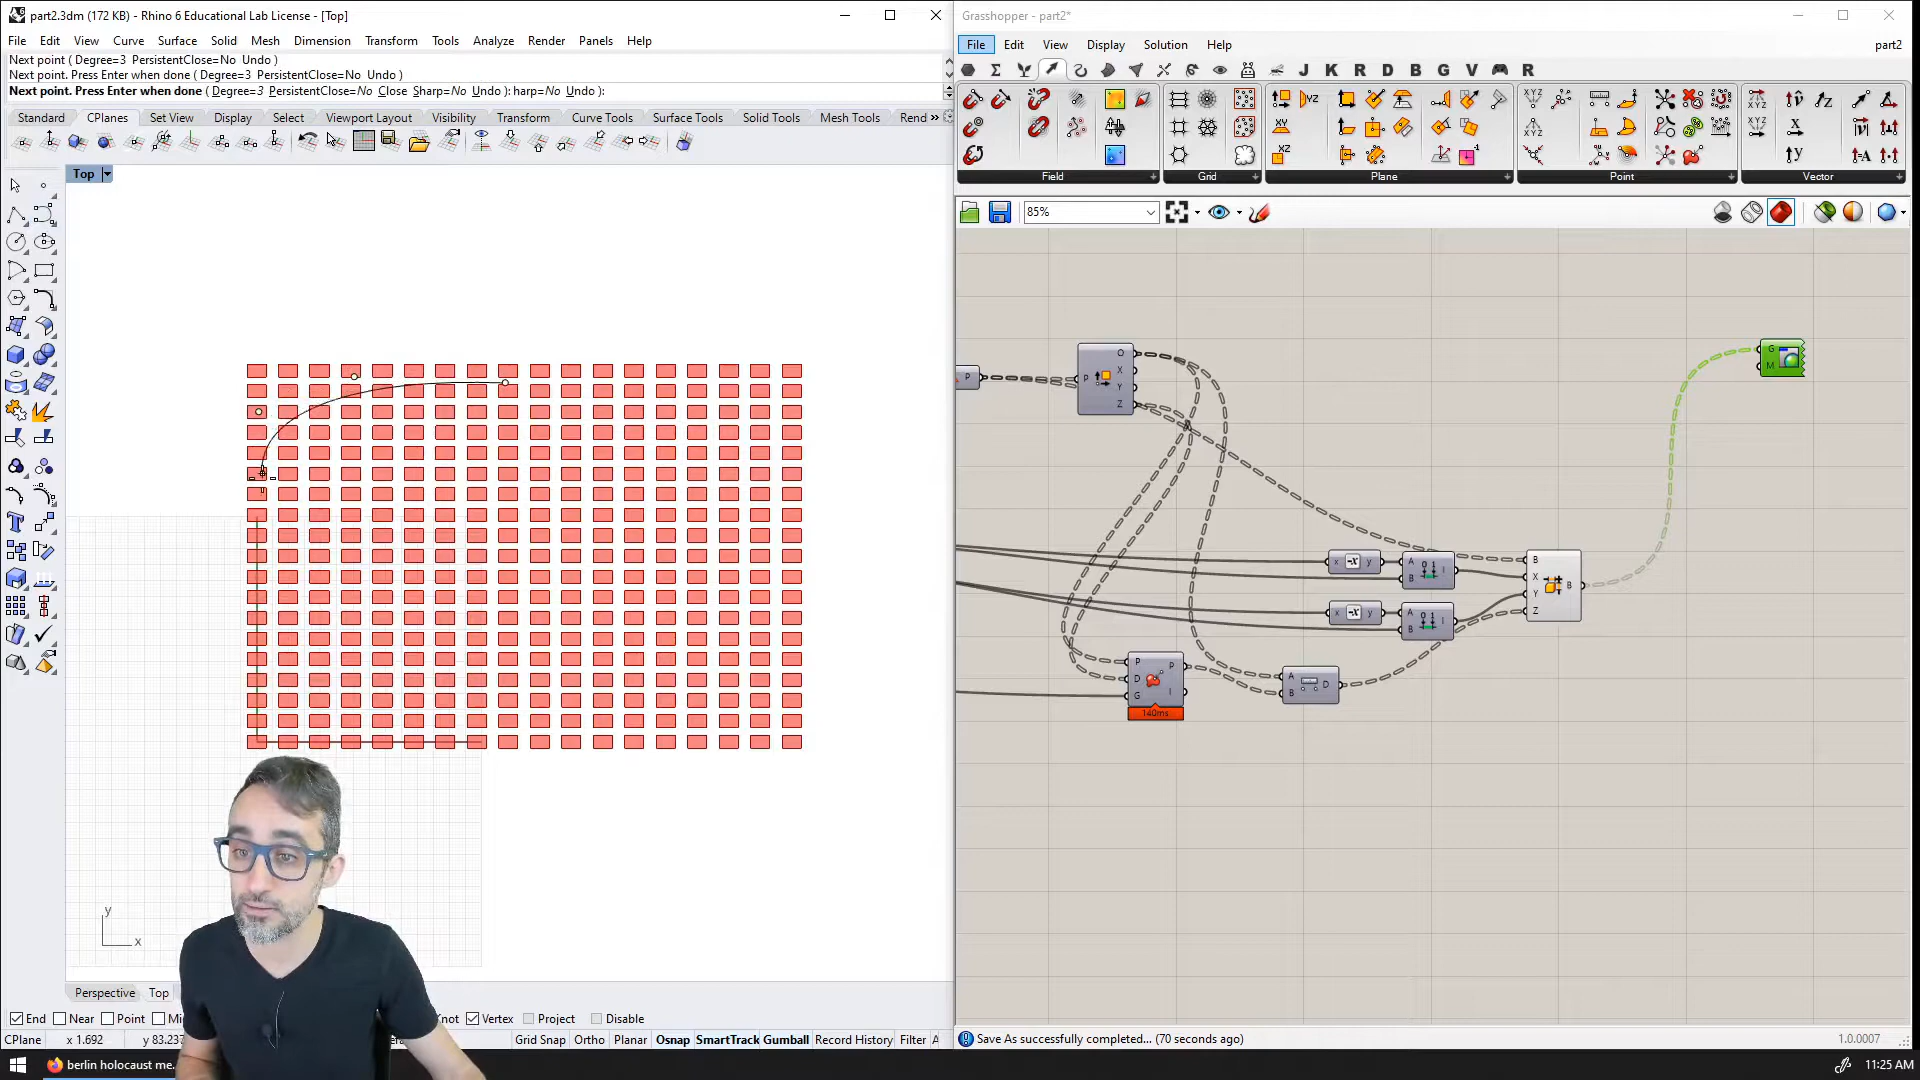 part2.3dm (172 KB) - Rhino 6 Educational Lab License - [Top]
File Edit View Curve Surface Solid Mesh Dimension Transform Tools Analyze Render Panels Help
Next point ( Degree=3 PersistentClose=No Undo )
Next point. Press Enter when done ( Degree=3 PersistentClose=No Undo )
Next point. Press Enter when done ( Degree=3 PersistentClose=No Close Sharp=No Undo ): harp=No Undo ):
Standard CPlanes Set View Display Select Viewport Layout Visibility Transform Curve Tools Surface Tools Solid Tools Mesh Tools Rend »
Top
y
x
Perspective Top
End Near Point Mi Knot Vertex Project Disable
CPlane x 1.692 y 83.237 Grid Snap Ortho Planar Osnap SmartTrack Gumball Record History Filter A
berlin holocaust me...
Grasshopper - part2*
File Edit View Display Solution Help part2
J K R D B G V R
Field Grid Plane Point Vector
85%
P
P O X Y Z
G M
x -x y A B 0 1 I
x -x y A B 0 1 I
B X Y Z B
P D G P I
140ms
A B D
Save As successfully completed... (70 seconds ago) 1.0.0007
11:25 AM